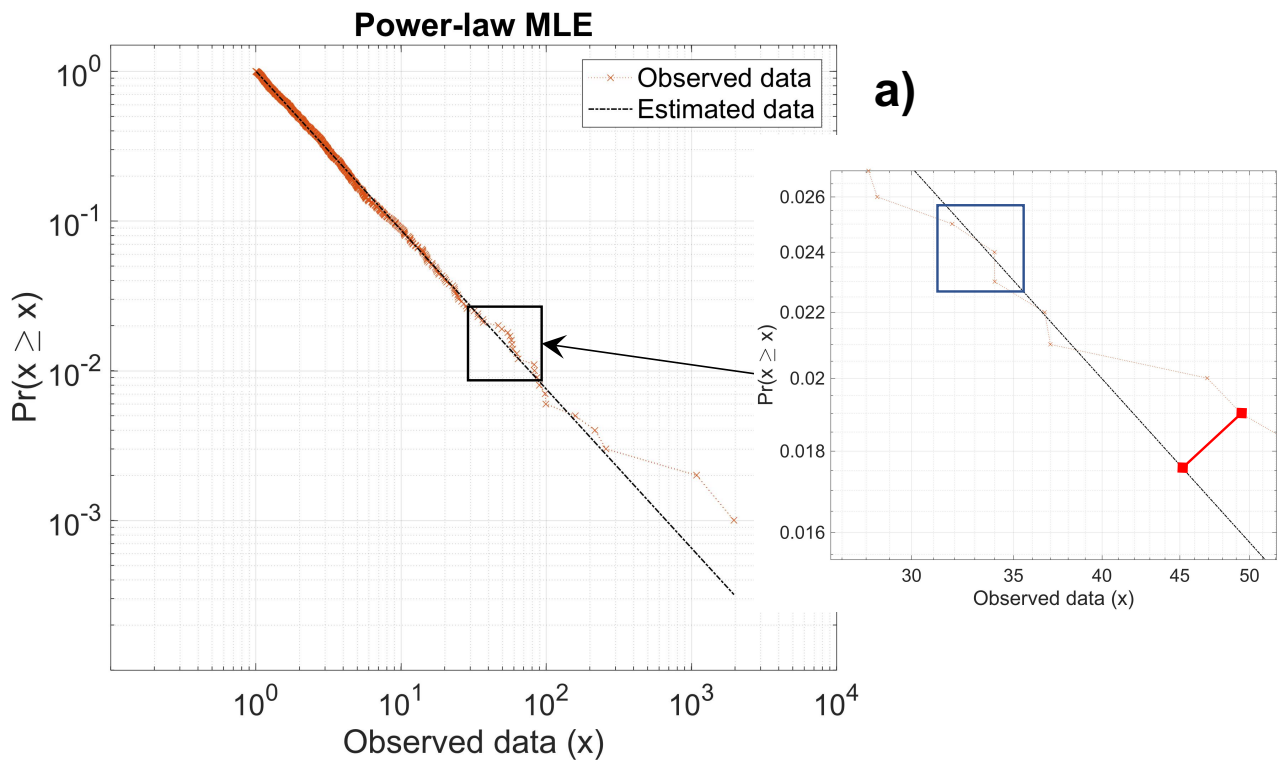 Power-law MLE
Observed data
Estimated data
a)
10^0
10^-1
10^-2
10^-3
Pr(x ≥ x)
10^0 10^1 10^2 10^3 10^4
Observed data (x)
0.026
0.024
0.022
0.02
0.018
0.016
Pr(x ≥ x)
30 35 40 45 50
Observed data (x)